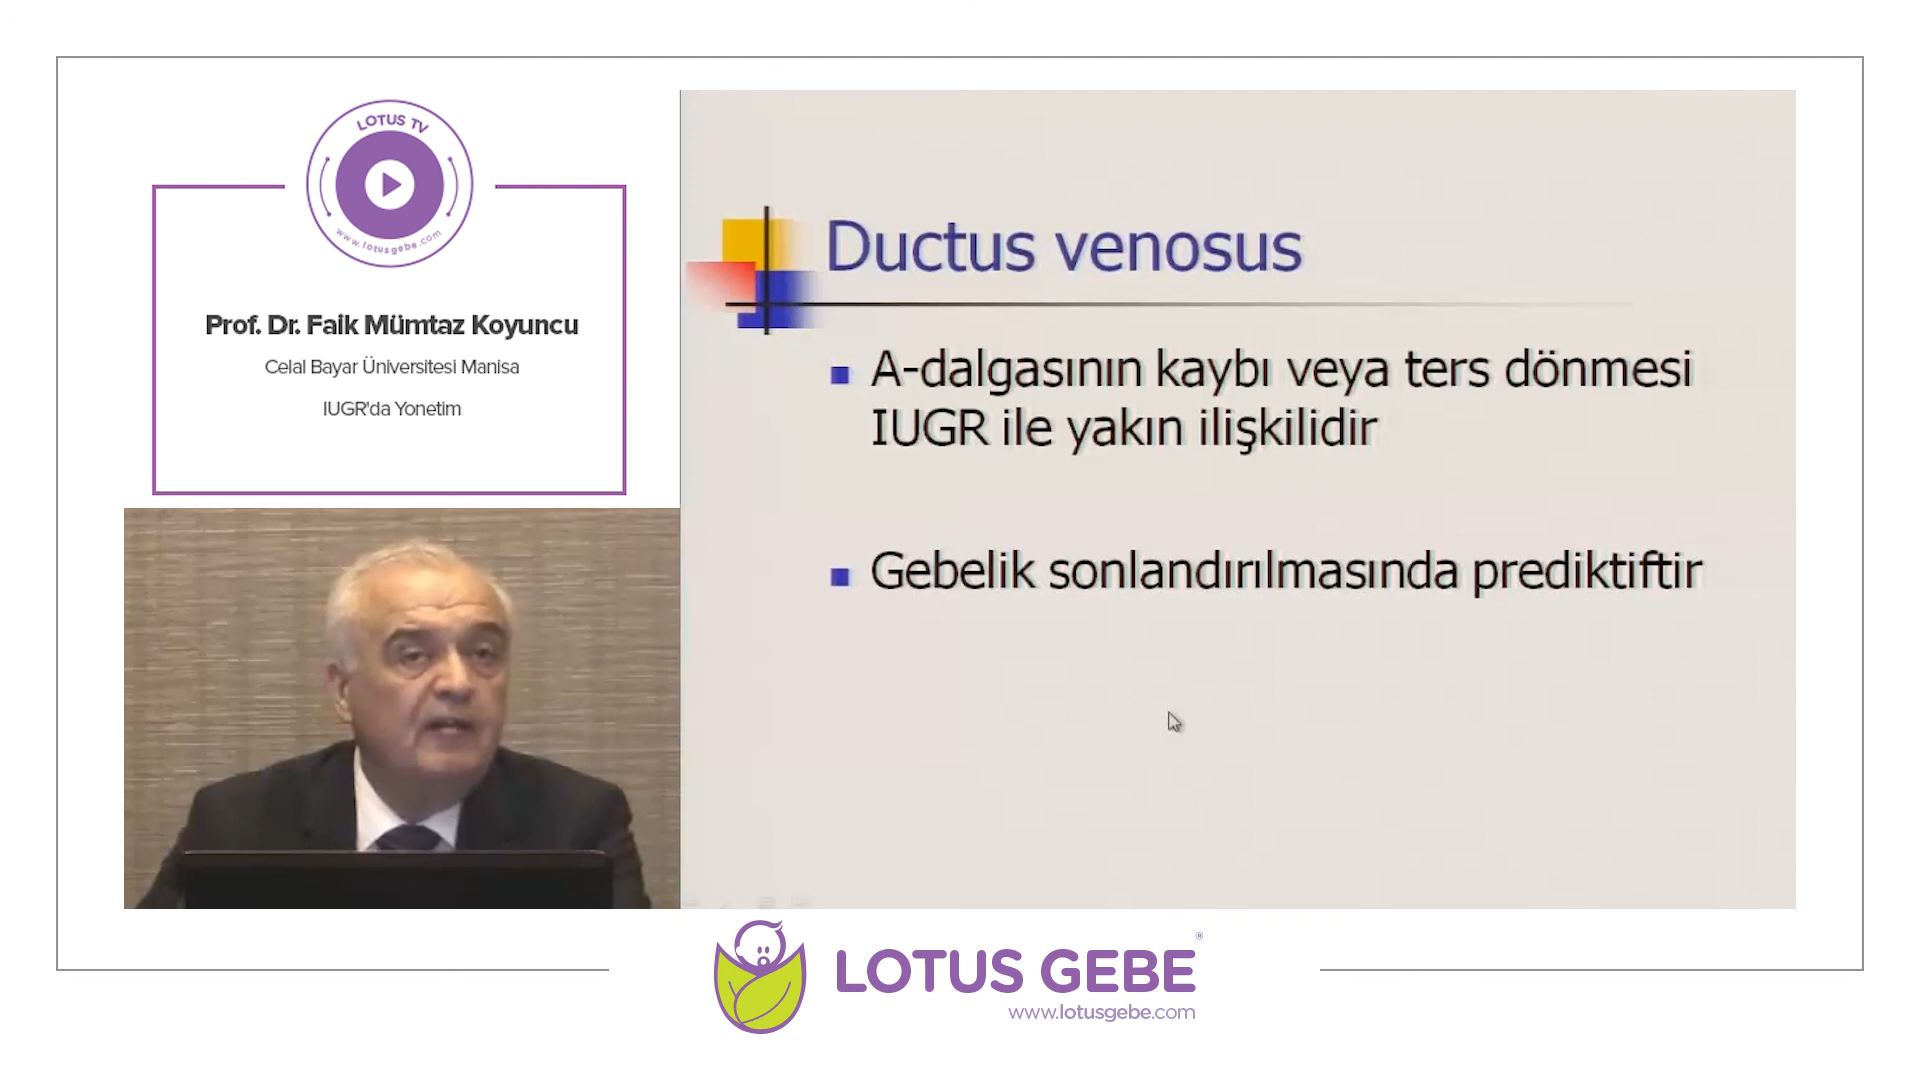 LOTUS TV
www.lotusgebe.com
Prof. Dr. Faik Mümtaz Koyuncu
Celal Bayar Üniversitesi Manisa
IUGR'da Yonetim
Ductus venosus
A-dalgasının kaybı veya ters dönmesi
IUGR ile yakın ilişkilidir
Gebelik sonlandırılmasında prediktiftir
LOTUS GEBE®
www.lotusgebe.com